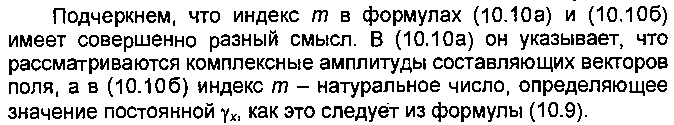 Подчеркнем, что индекс m в формулах (10.10а) и (10.10б)
имеет совершенно разный смысл. В (10.10а) он указывает, что
рассматриваются комплексные амплитуды составляющих векторов
поля, а в (10.10б) индекс m – натуральное число, определяющее
значение постоянной γₓ, как это следует из формулы (10.9).